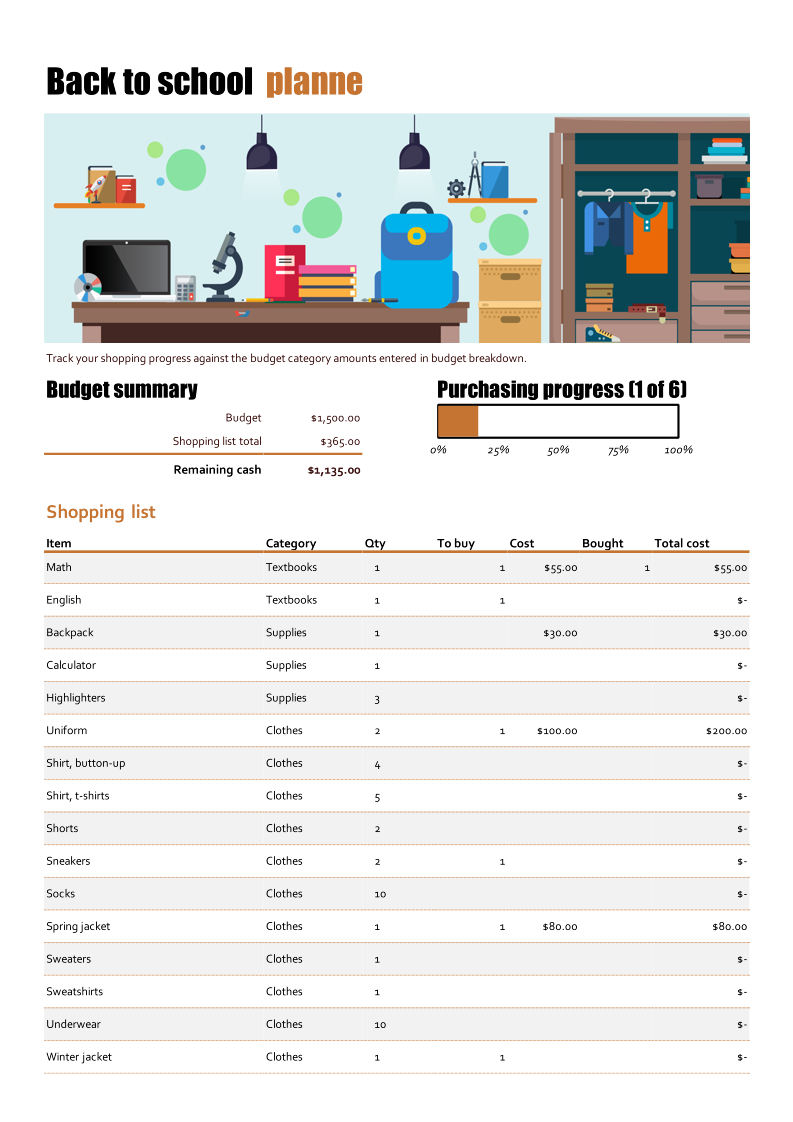 Back to school planne
Track your shopping progress against the budget category amounts entered in budget breakdown.
Budget summary
Purchasing progress (1 of 6)
Budget $1,500.00
Shopping list total $365.00
Remaining cash $1,135.00
0% 25% 50% 75% 100%
Shopping list
Item Category Qty To buy Cost Bought Total cost
Math Textbooks 1 1 $55.00 1 $55.00
English Textbooks 1 1 $-
Backpack Supplies 1 $30.00 $30.00
Calculator Supplies 1 $-
Highlighters Supplies 3 $-
Uniform Clothes 2 1 $100.00 $200.00
Shirt, button-up Clothes 4 $-
Shirt, t-shirts Clothes 5 $-
Shorts Clothes 2 $-
Sneakers Clothes 2 1 $-
Socks Clothes 10 $-
Spring jacket Clothes 1 1 $80.00 $80.00
Sweaters Clothes 1 $-
Sweatshirts Clothes 1 $-
Underwear Clothes 10 $-
Winter jacket Clothes 1 1 $-